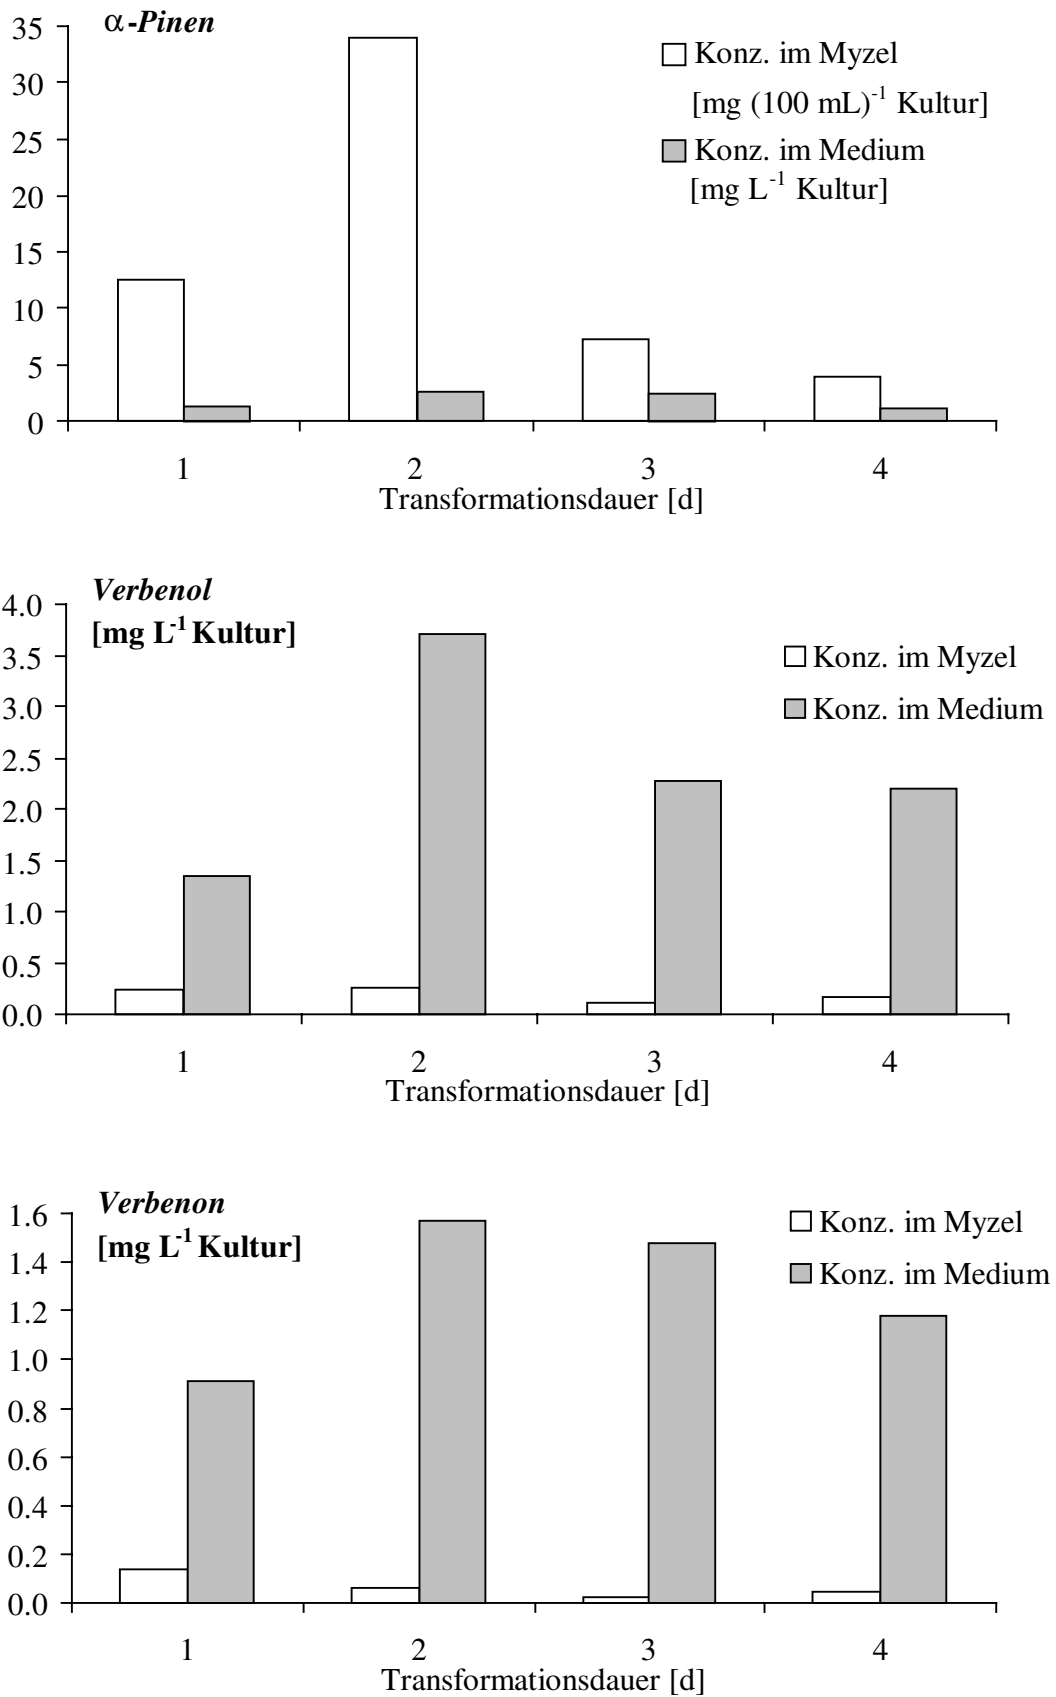 α-Pinen
35
30
25
20
15
10
5
0
Konz. im Myzel
[mg (100 mL)⁻¹ Kultur]
Konz. im Medium
[mg L⁻¹ Kultur]
1 2 3 4
Transformationsdauer [d]
Verbenol
[mg L⁻¹ Kultur]
4.0
3.5
3.0
2.5
2.0
1.5
1.0
0.5
0.0
Konz. im Myzel
Konz. im Medium
1 2 3 4
Transformationsdauer [d]
Verbenon
[mg L⁻¹ Kultur]
1.6
1.4
1.2
1.0
0.8
0.6
0.4
0.2
0.0
Konz. im Myzel
Konz. im Medium
1 2 3 4
Transformationsdauer [d]